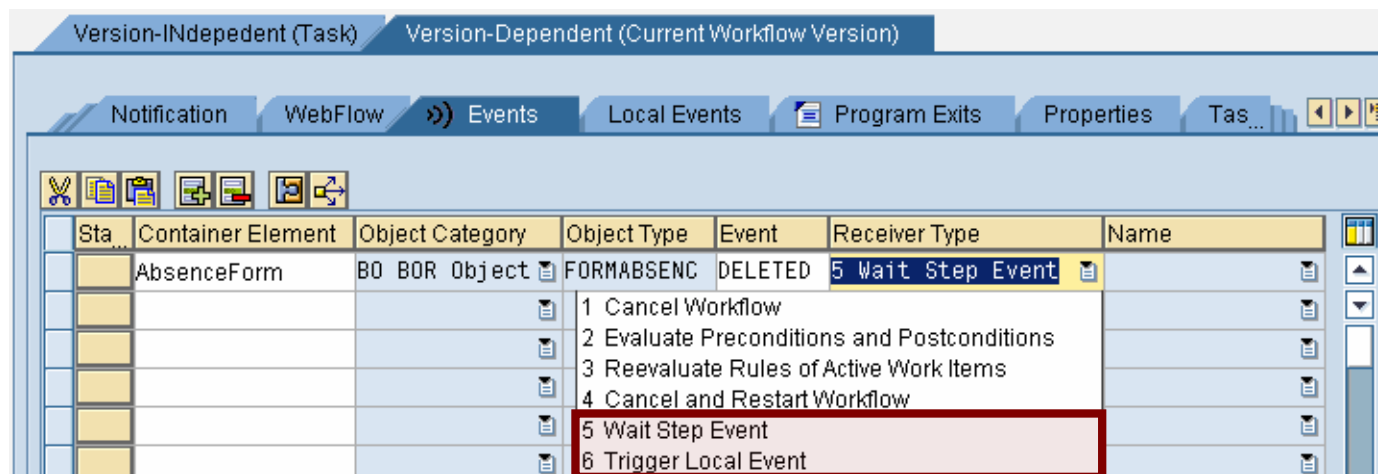 Version-INdepedent (Task) Version-Dependent (Current Workflow Version)
Notification WebFlow Events Local Events Program Exits Properties Tas...
Sta... Container Element Object Category Object Type Event Receiver Type Name
AbsenceForm BO BOR Object FORMABSENC DELETED 5 Wait Step Event
1 Cancel Workflow
2 Evaluate Preconditions and Postconditions
3 Reevaluate Rules of Active Work Items
4 Cancel and Restart Workflow
5 Wait Step Event
6 Trigger Local Event